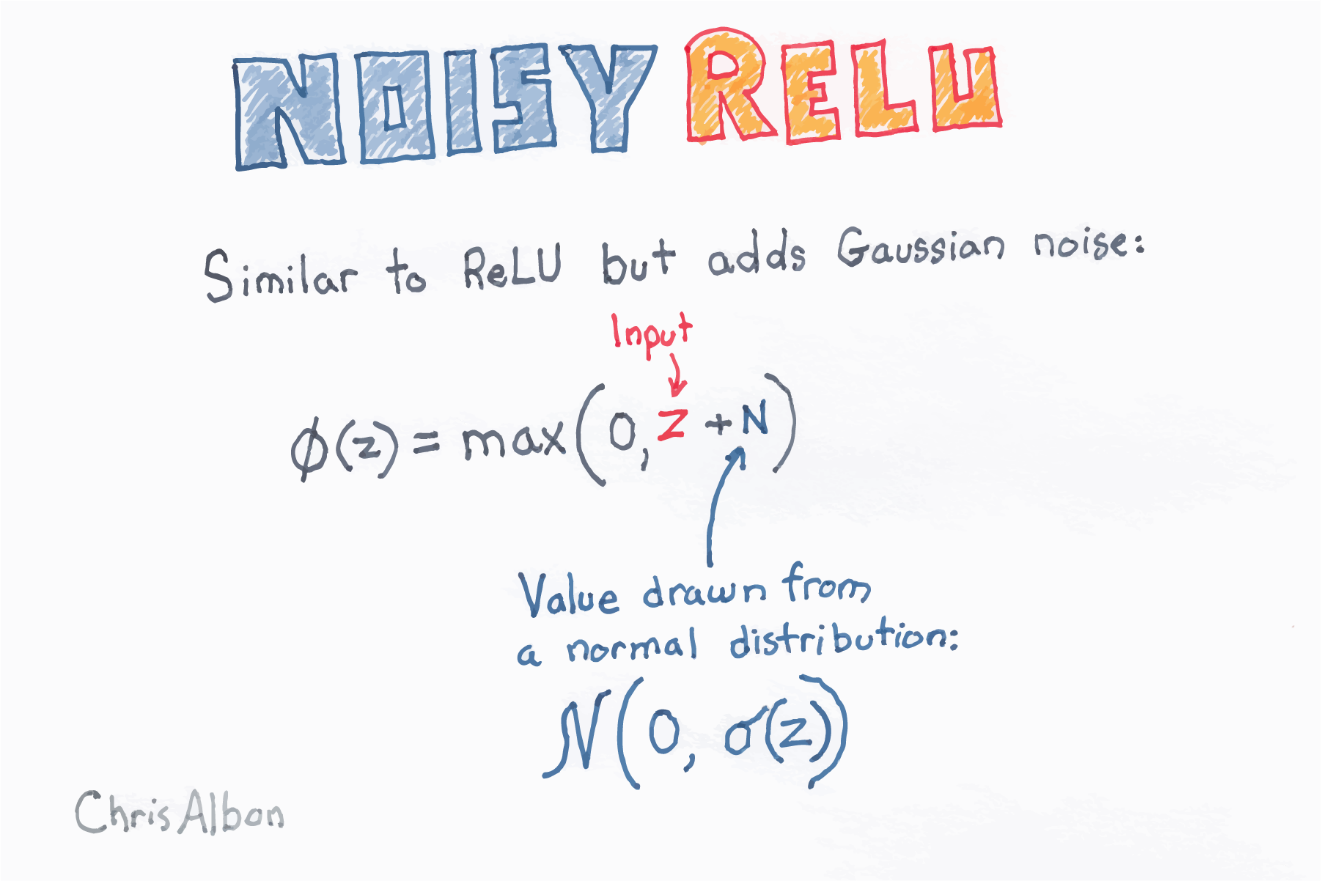 NOISY RELU
Similar to ReLU but adds Gaussian noise:
Input
ϕ(z) = max(0, z + N)
Value drawn from
a normal distribution:
𝒩(0, σ(z))
Chris Albon